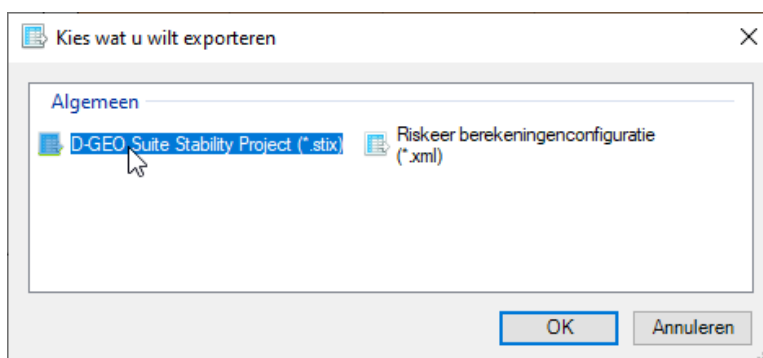 Kies wat u wilt exporteren
Algemeen
D-GEO Suite Stability Project (*.stix)
Riskeer berekeningenconfiguratie
(*.xml)
OK
Annuleren